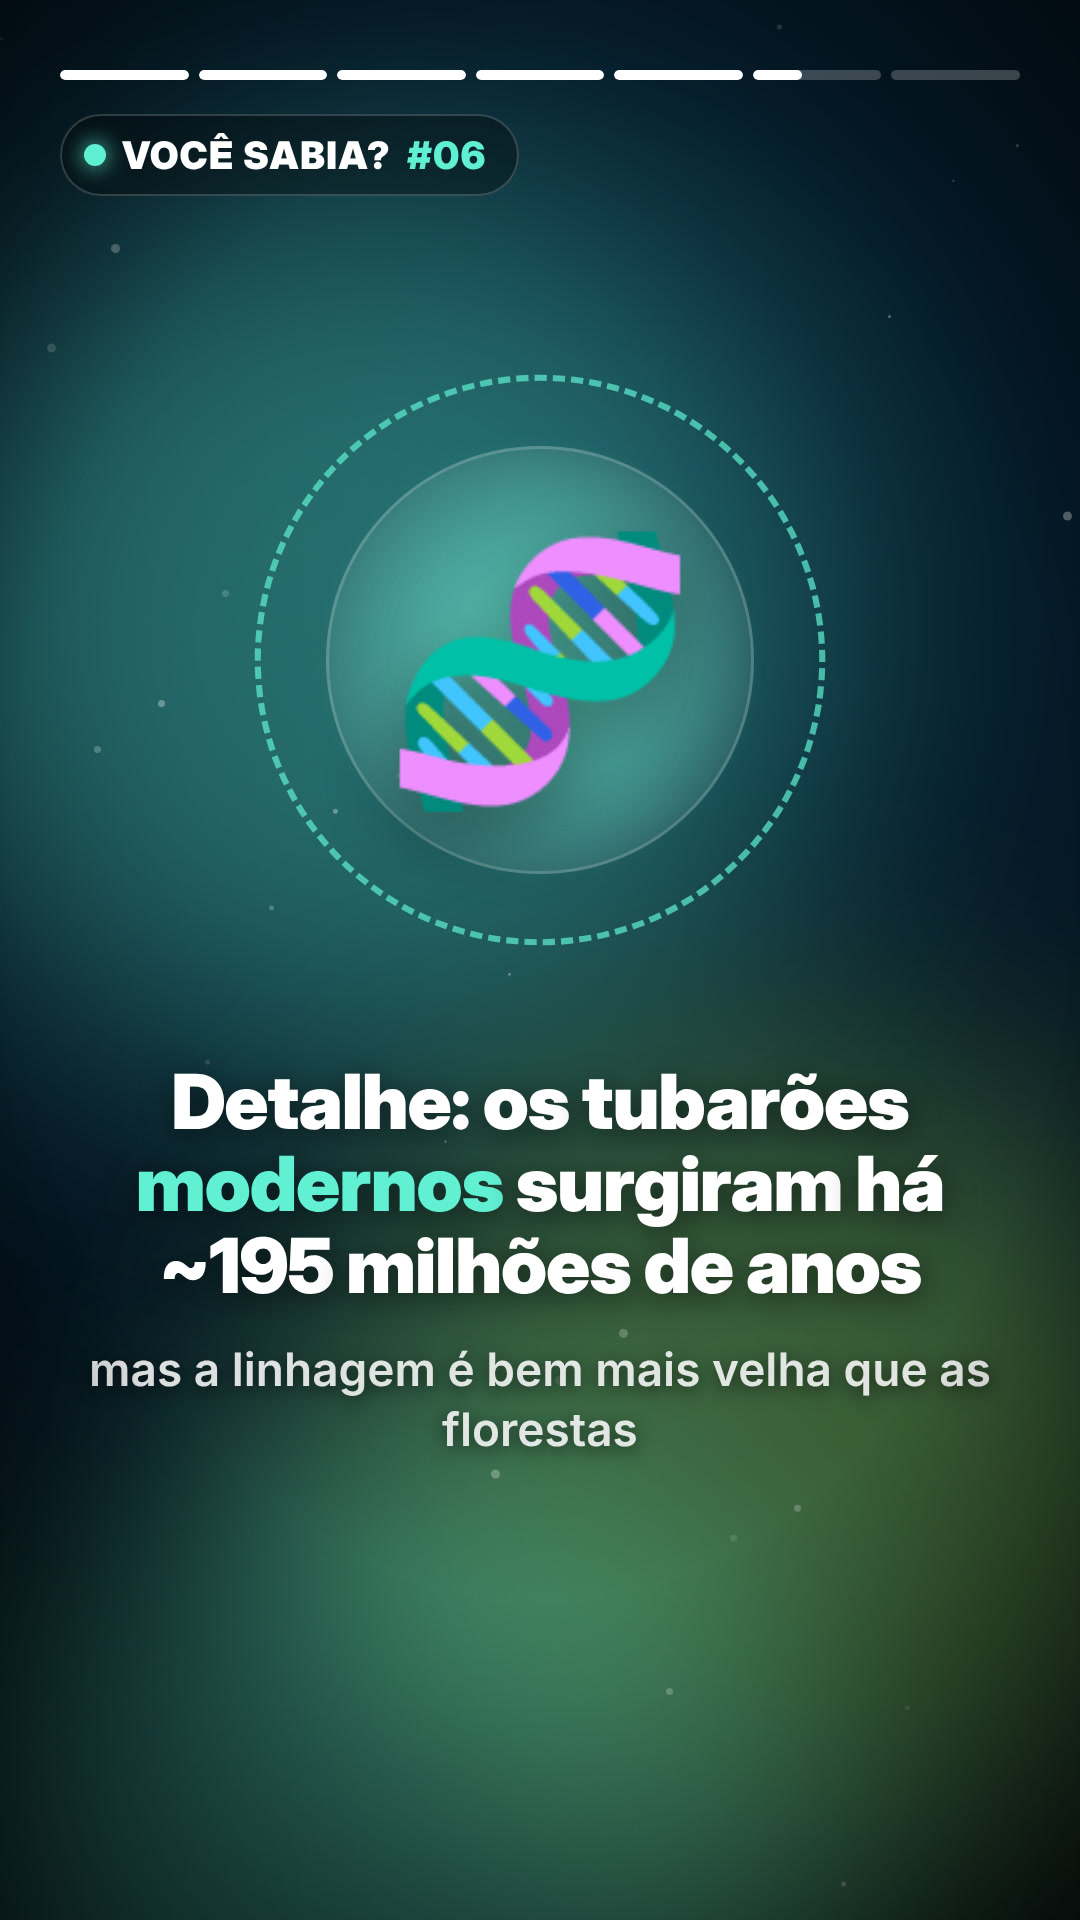 VOCÊ SABIA? #06
Detalhe: os tubarões
modernos surgiram há
~195 milhões de anos
mas a linhagem é bem mais velha que as
florestas